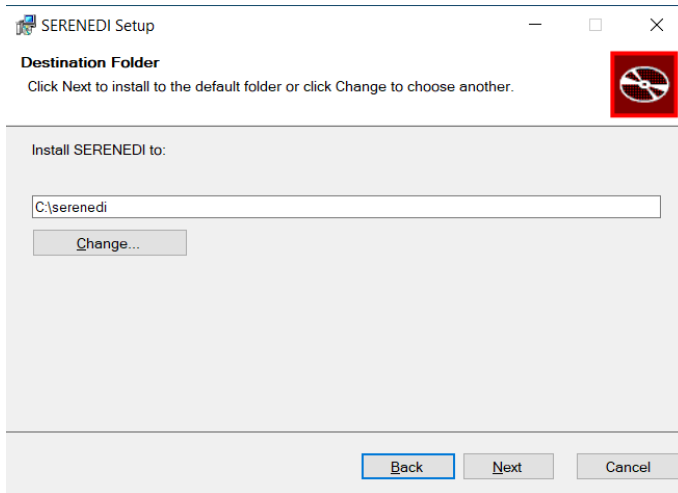 SERENEDI Setup
Destination Folder
Click Next to install to the default folder or click Change to choose another.
Install SERENEDI to:
C:\serenedi
Change...
Back Next Cancel